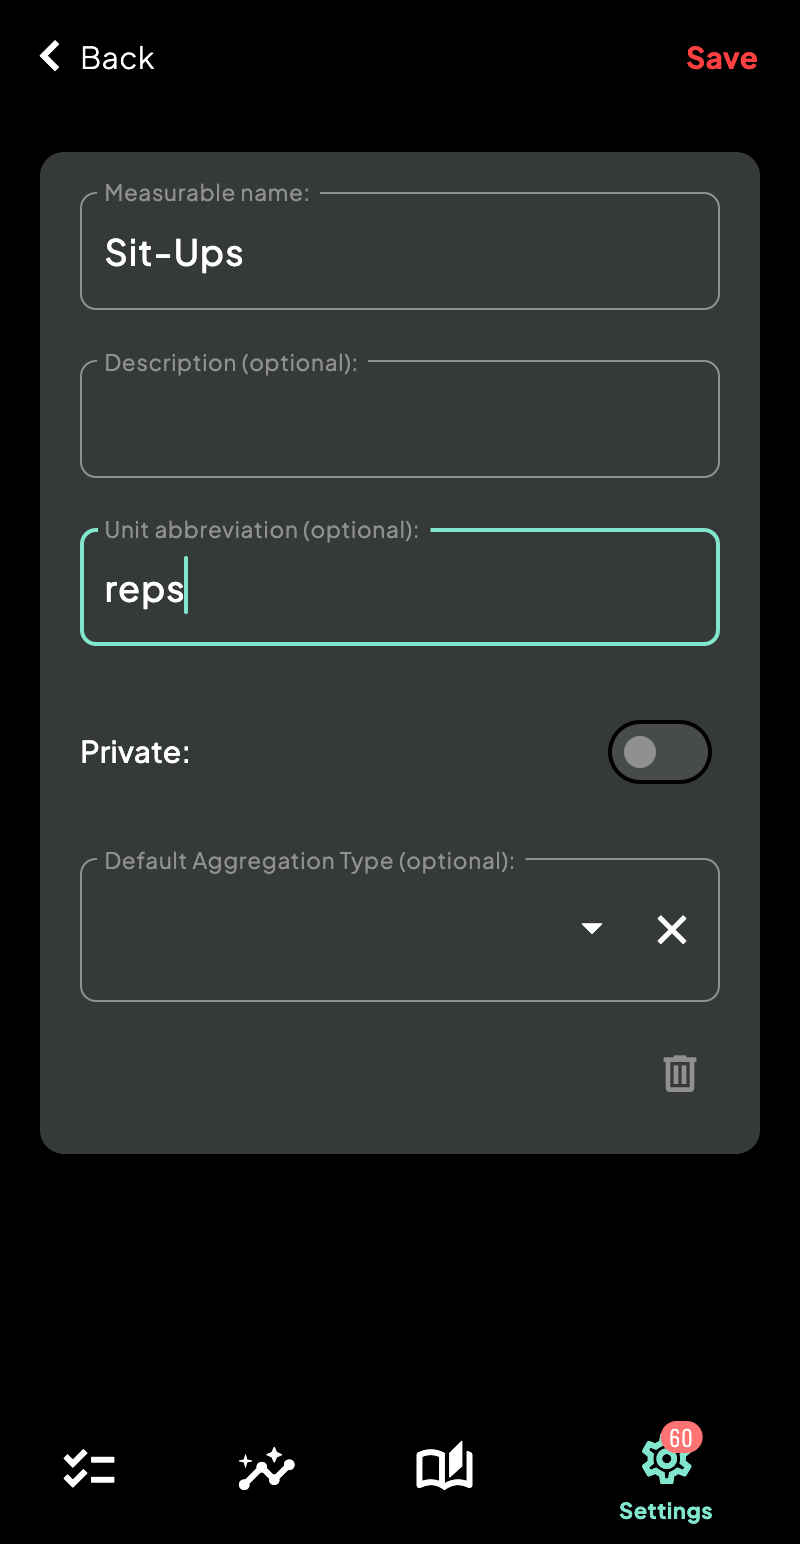 Back
Save
Measurable name:
Sit-Ups
Description (optional):
Unit abbreviation (optional):
reps
Private:
Default Aggregation Type (optional):
60
Settings